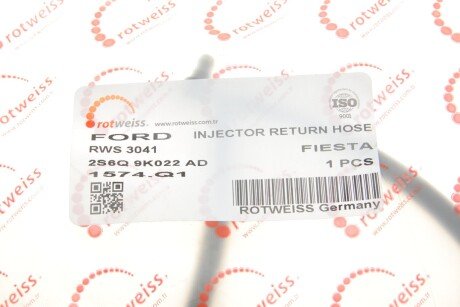 rotweiss.
www.rotweiss.com.tr
ISO
9001
FORD INJECTOR RETURN HOSE
RWS 3041 FIESTA
2S6Q 9K022 AD 1 PCS
1574.Q1
ROTWEISS Germany